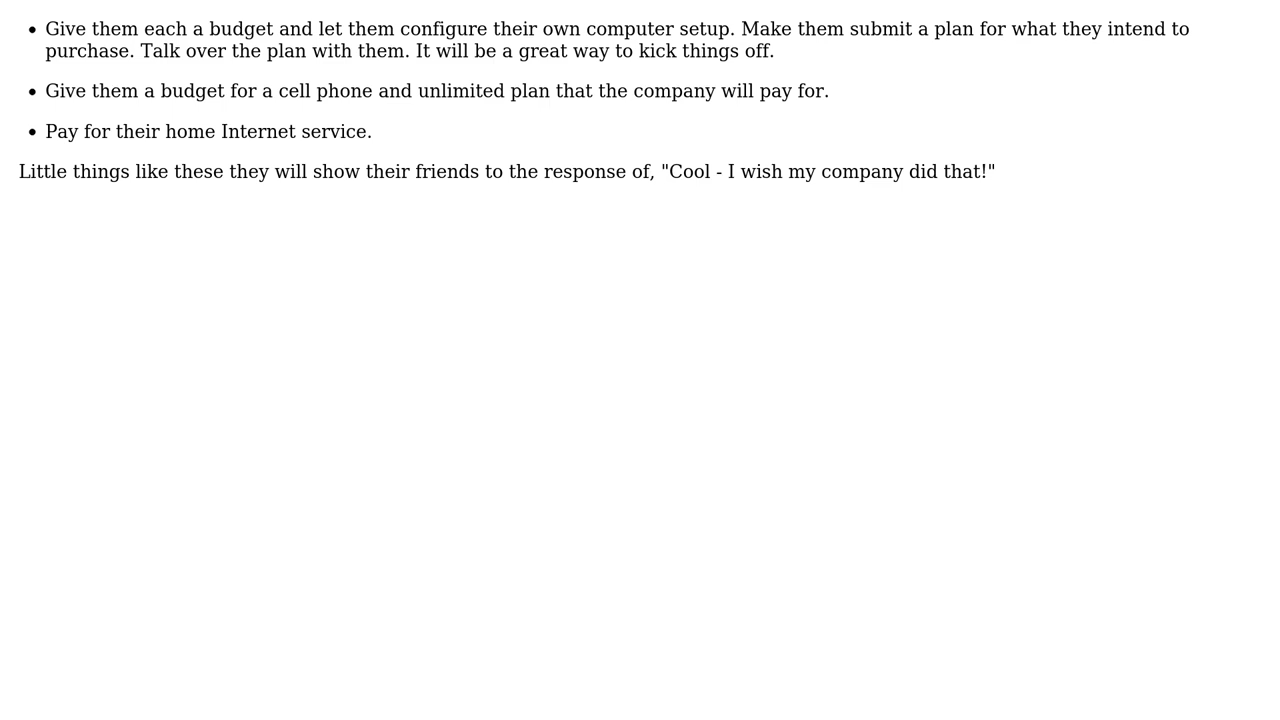 • Give them each a budget and let them configure their own computer setup. Make them submit a plan for what they intend to
purchase. Talk over the plan with them. It will be a great way to kick things off.
• Give them a budget for a cell phone and unlimited plan that the company will pay for.
• Pay for their home Internet service.
Little things like these they will show their friends to the response of, "Cool - I wish my company did that!"